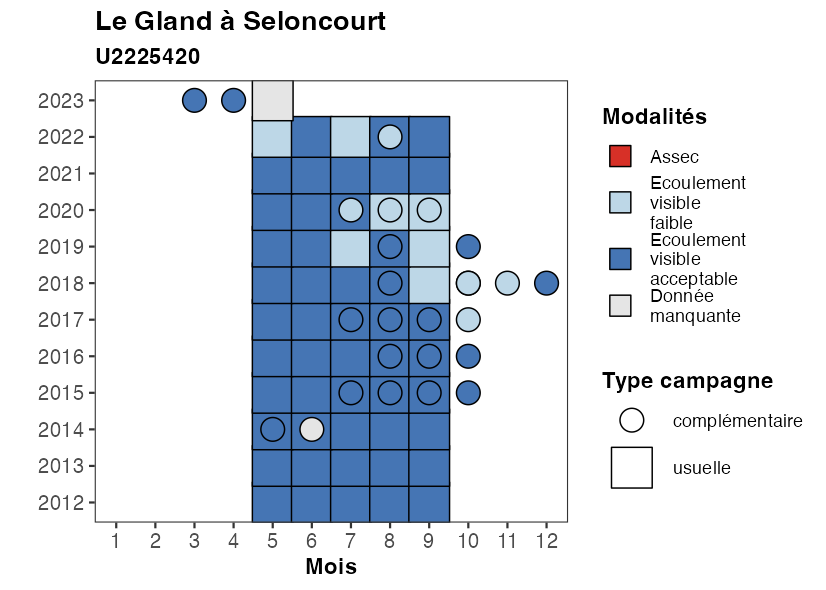 Le Gland à Seloncourt
U2225420
2023
2022
2021
2020
2019
2018
2017
2016
2015
2014
2013
2012
1 2 3 4 5 6 7 8 9 10 11 12
Mois
Modalités
Assec
Ecoulement
visible
faible
Ecoulement
visible
acceptable
Donnée
manquante
Type campagne
complémentaire
usuelle